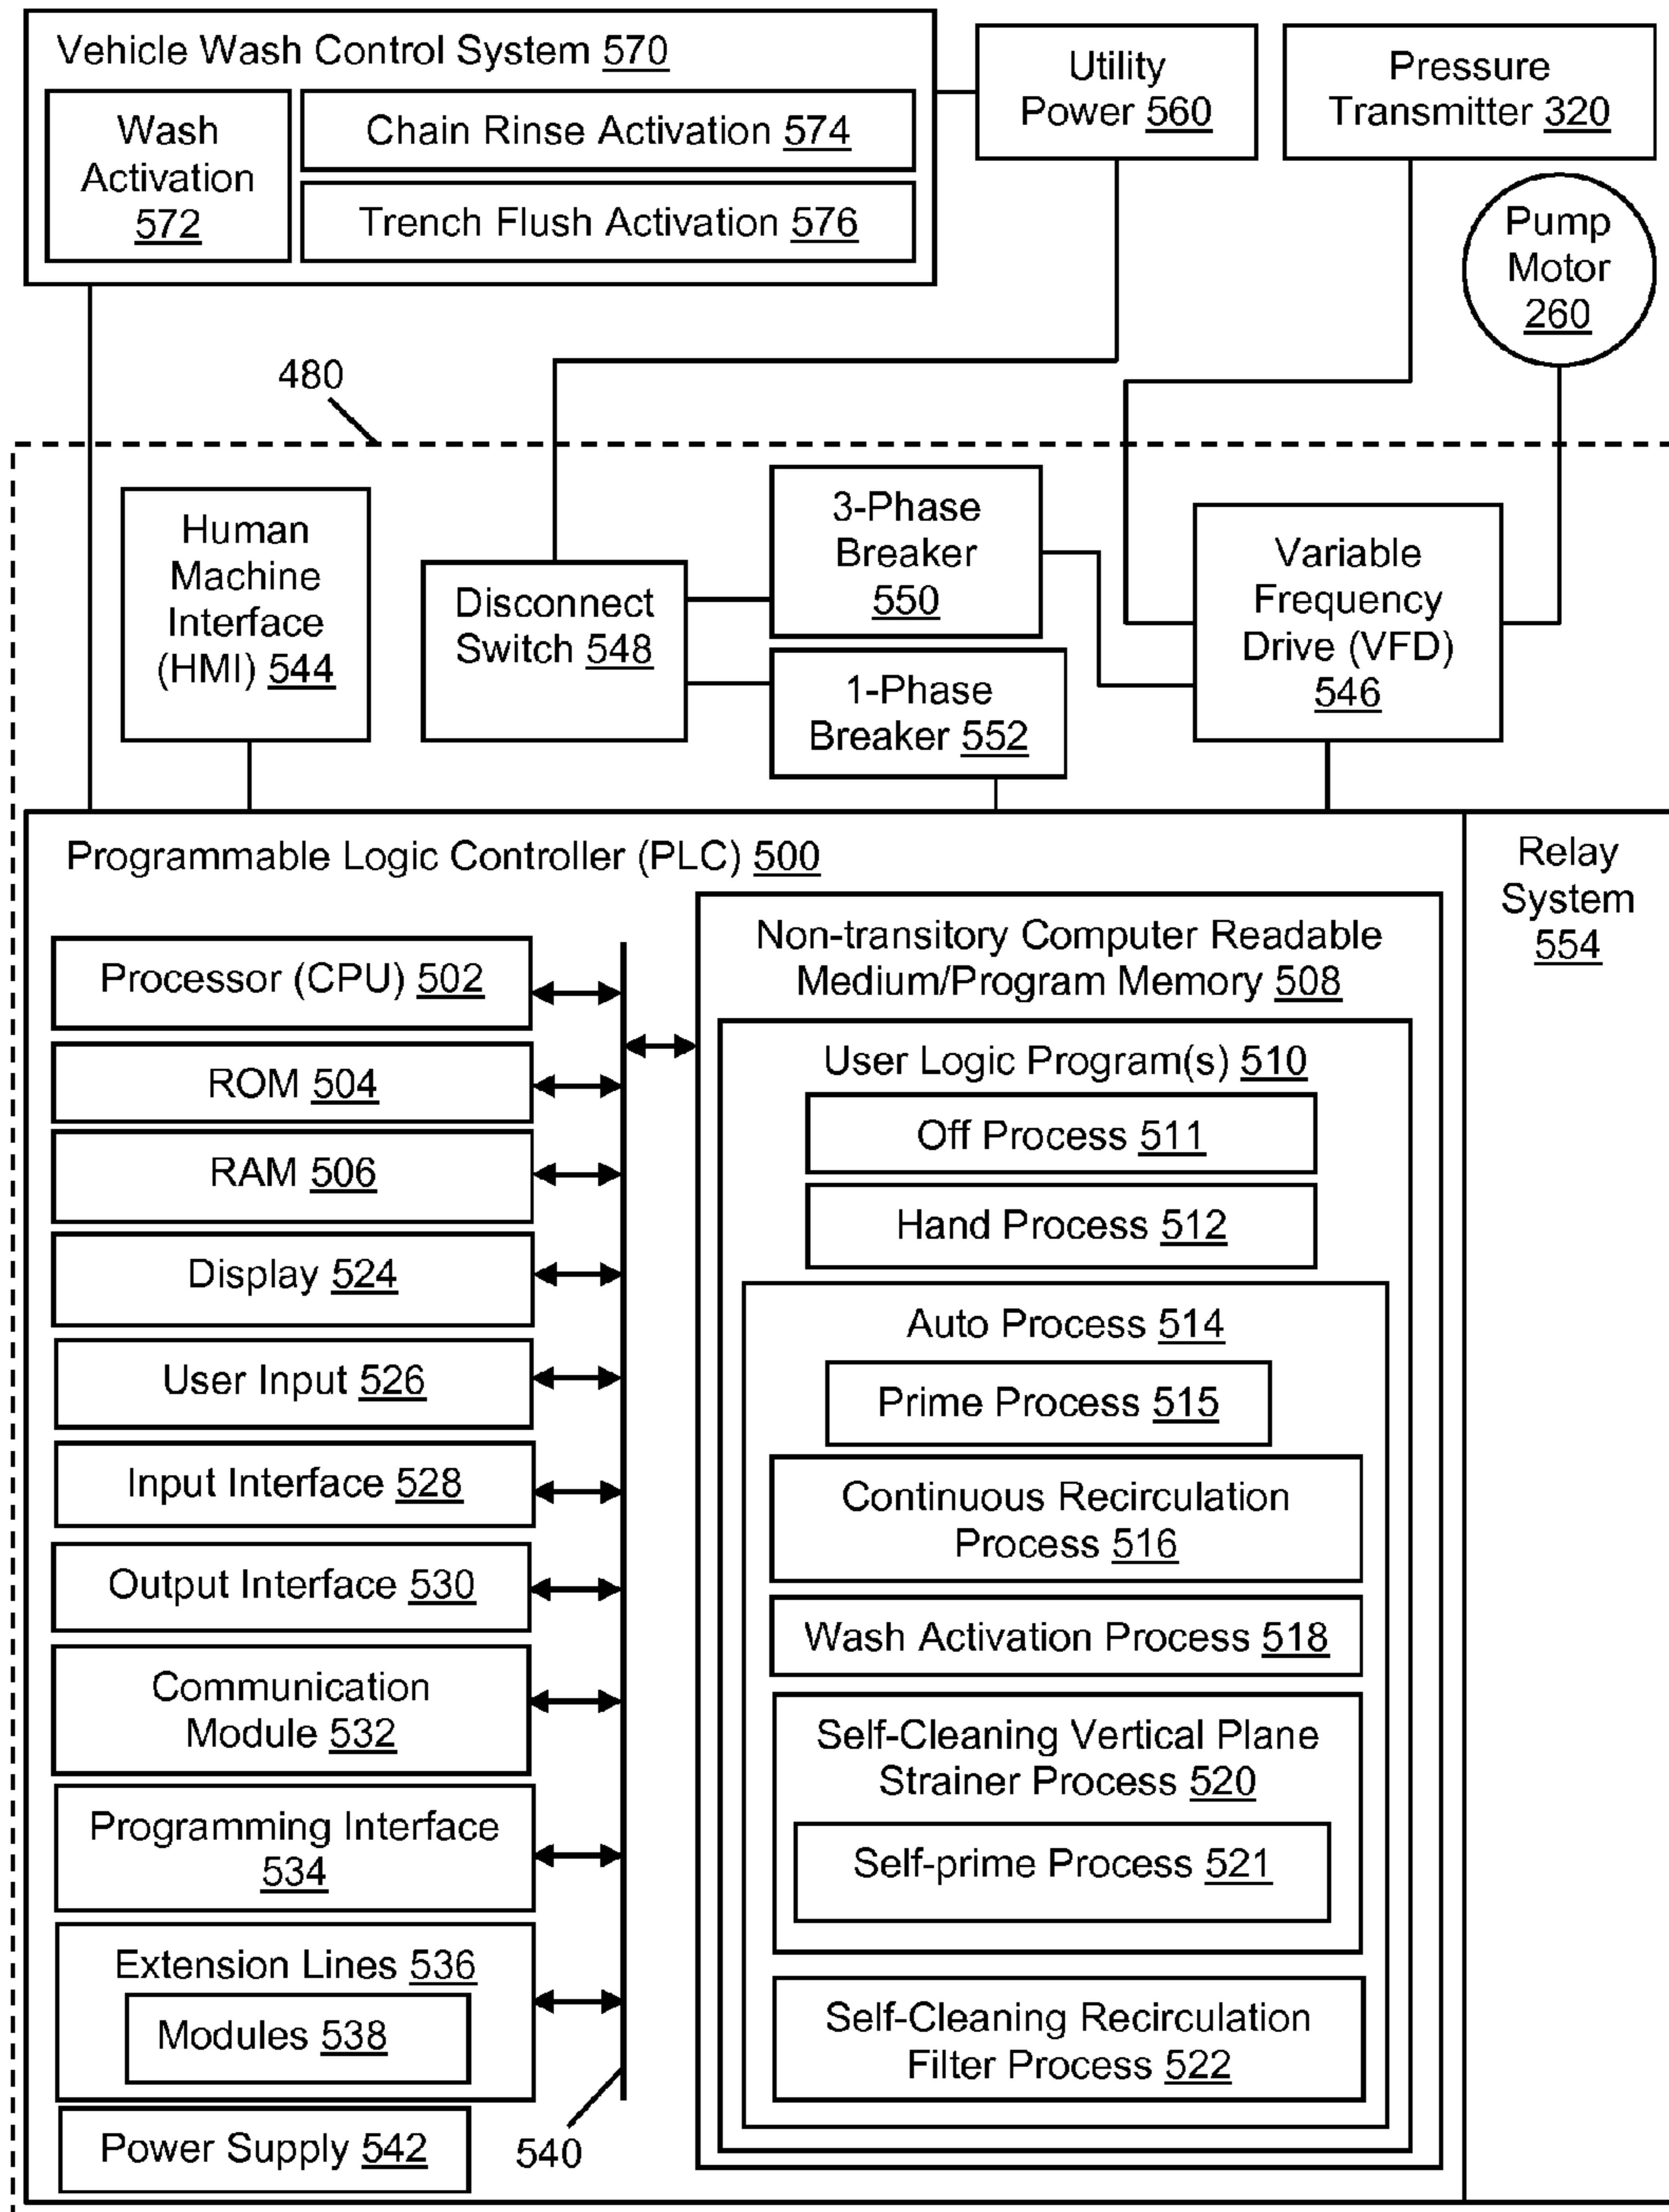 Vehicle Wash Control System 570
Wash
Activation
572
Chain Rinse Activation 574
Trench Flush Activation 576
Utility
Power 560
Pressure
Transmitter 320
Pump
Motor
260
480
Human
Machine
Interface
(HMI) 544
Disconnect
Switch 548
3-Phase
Breaker
550
1-Phase
Breaker 552
Variable
Frequency
Drive (VFD)
546
Programmable Logic Controller (PLC) 500
Relay
System
554
Processor (CPU) 502
ROM 504
RAM 506
Display 524
User Input 526
Input Interface 528
Output Interface 530
Communication
Module 532
Programming Interface
534
Extension Lines 536
Modules 538
Power Supply 542
540
Non-transitory Computer Readable
Medium/Program Memory 508
User Logic Program(s) 510
Off Process 511
Hand Process 512
Auto Process 514
Prime Process 515
Continuous Recirculation
Process 516
Wash Activation Process 518
Self-Cleaning Vertical Plane
Strainer Process 520
Self-prime Process 521
Self-Cleaning Recirculation
Filter Process 522